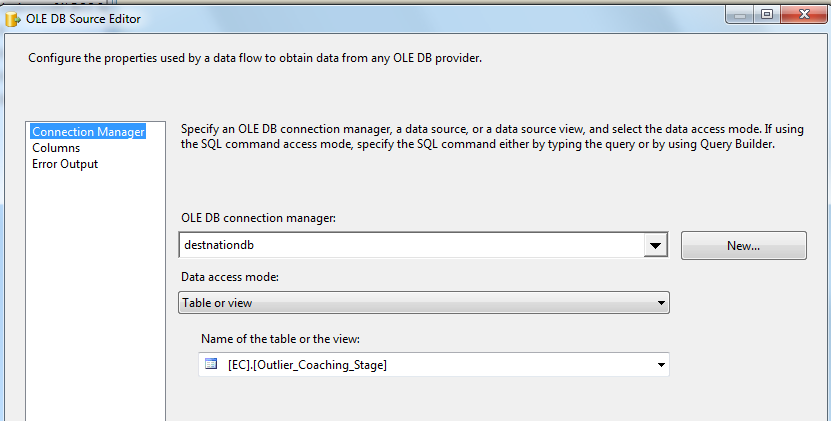 OLE DB Source Editor
Configure the properties used by a data flow to obtain data from any OLE DB provider.
Connection Manager
Columns
Error Output
Specify an OLE DB connection manager, a data source, or a data source view, and select the data access mode. If using
the SQL command access mode, specify the SQL command either by typing the query or by using Query Builder.
OLE DB connection manager:
destnationdb
New...
Data access mode:
Table or view
Name of the table or the view:
[EC].[Outlier_Coaching_Stage]